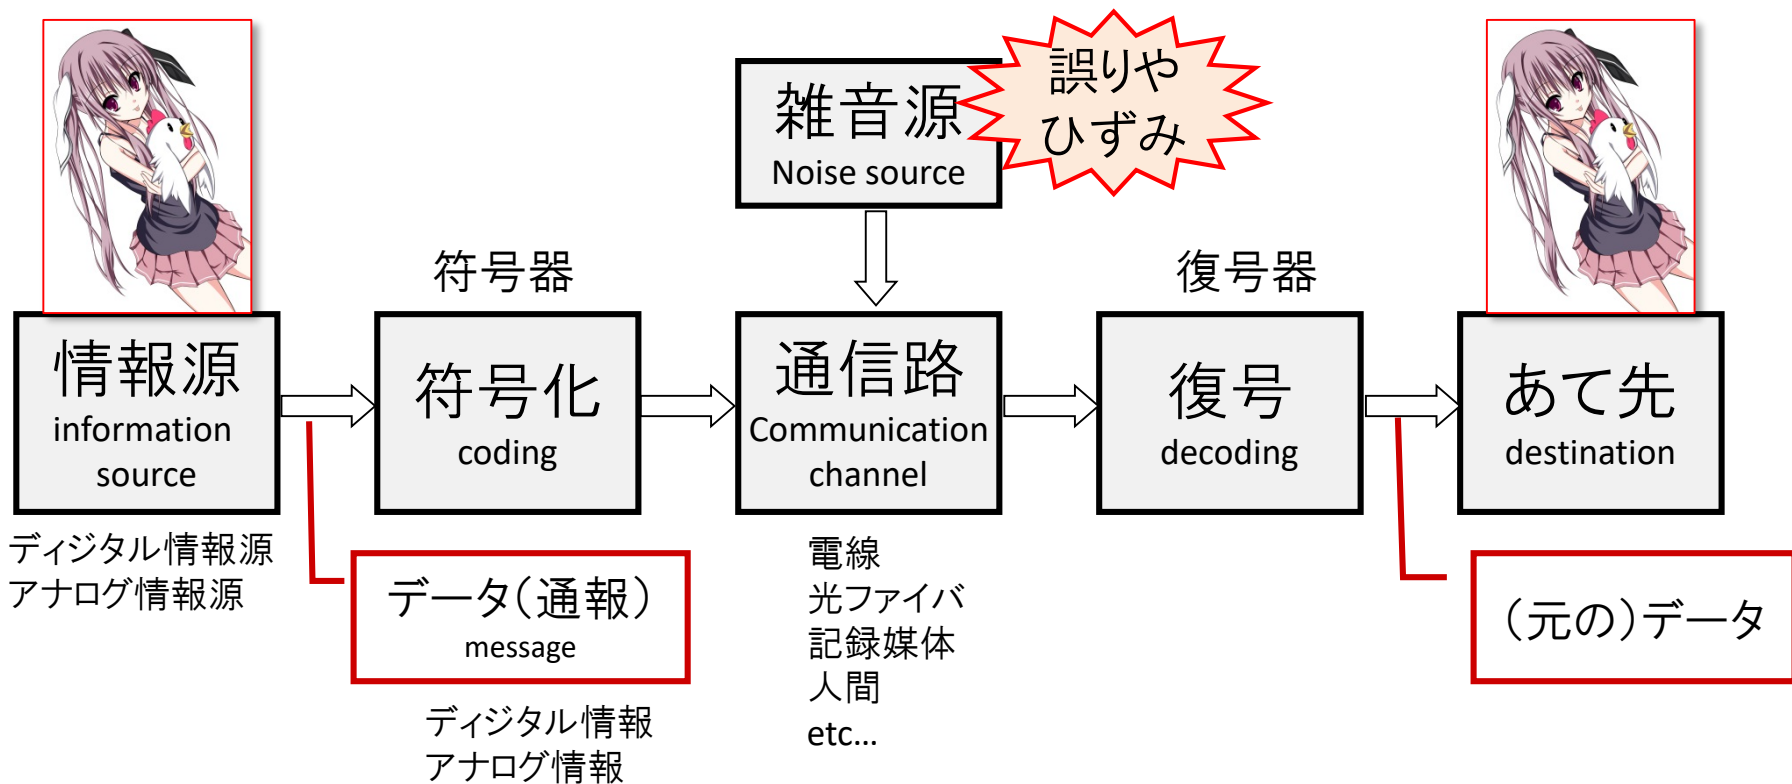 雑音源
Noise source
誤りや
ひずみ
符号器
復号器
情報源
information
source
符号化
coding
通信路
Communication
channel
復号
decoding
あて先
destination
ディジタル情報源
アナログ情報源
データ（通報）
message
ディジタル情報
アナログ情報
電線
光ファイバ
記録媒体
人間
etc...
（元の）データ